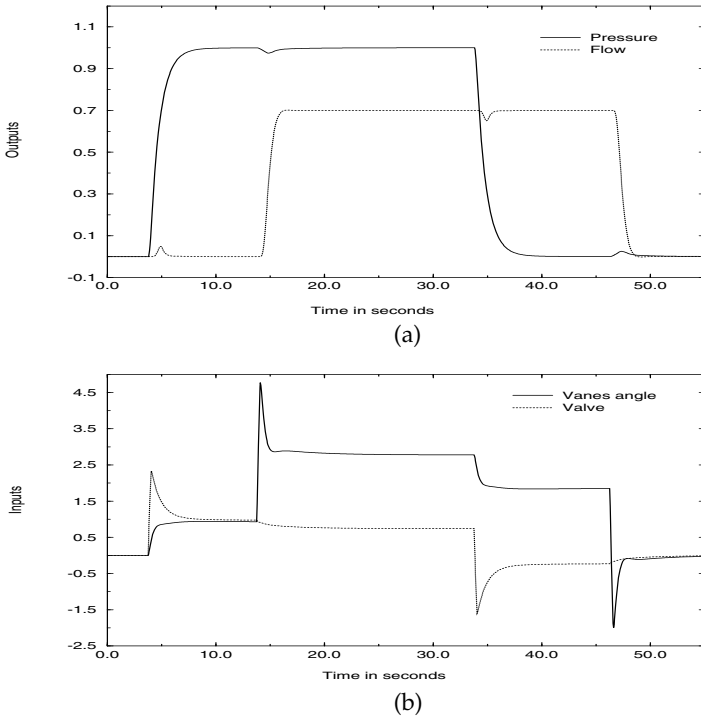 1.1
0.9
0.7
0.5
0.3
0.1
-0.1
Outputs
Pressure
Flow
0.0 10.0 20.0 30.0 40.0 50.0
Time in seconds
(a)
4.5
3.5
2.5
1.5
0.5
-0.5
-1.5
-2.5
Inputs
Vanes angle
Valve
0.0 10.0 20.0 30.0 40.0 50.0
Time in seconds
(b)